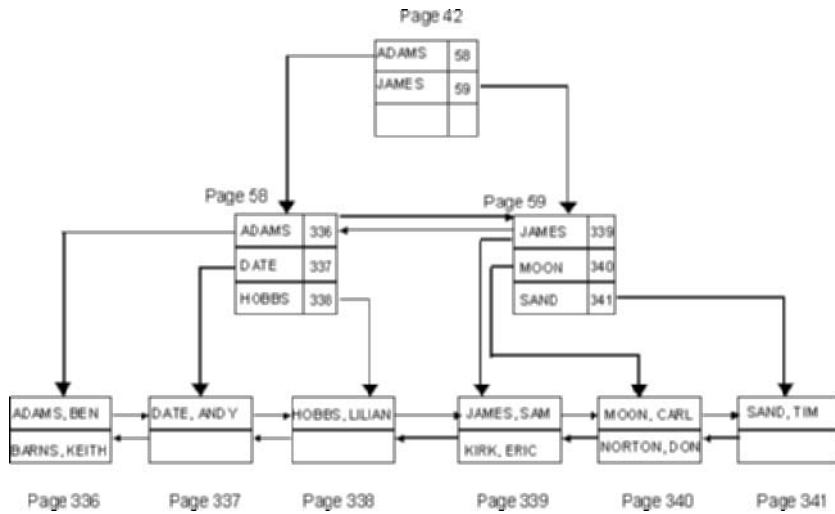 Page 42
ADAMS 58
JAMES 59
Page 58
Page 59
ADAMS 336
JAMES 339
DATE 337
MOON 340
HOBBS 338
SAND 341
ADAMS, BEN
DATE, ANDY
HOBBS, LILIAN
JAMES, SAM
MOON, CARL
SAND, TIM
BARNS, KEITH
KIRK, ERIC
NORTON, DON
Page 336
Page 337
Page 338
Page 339
Page 340
Page 341